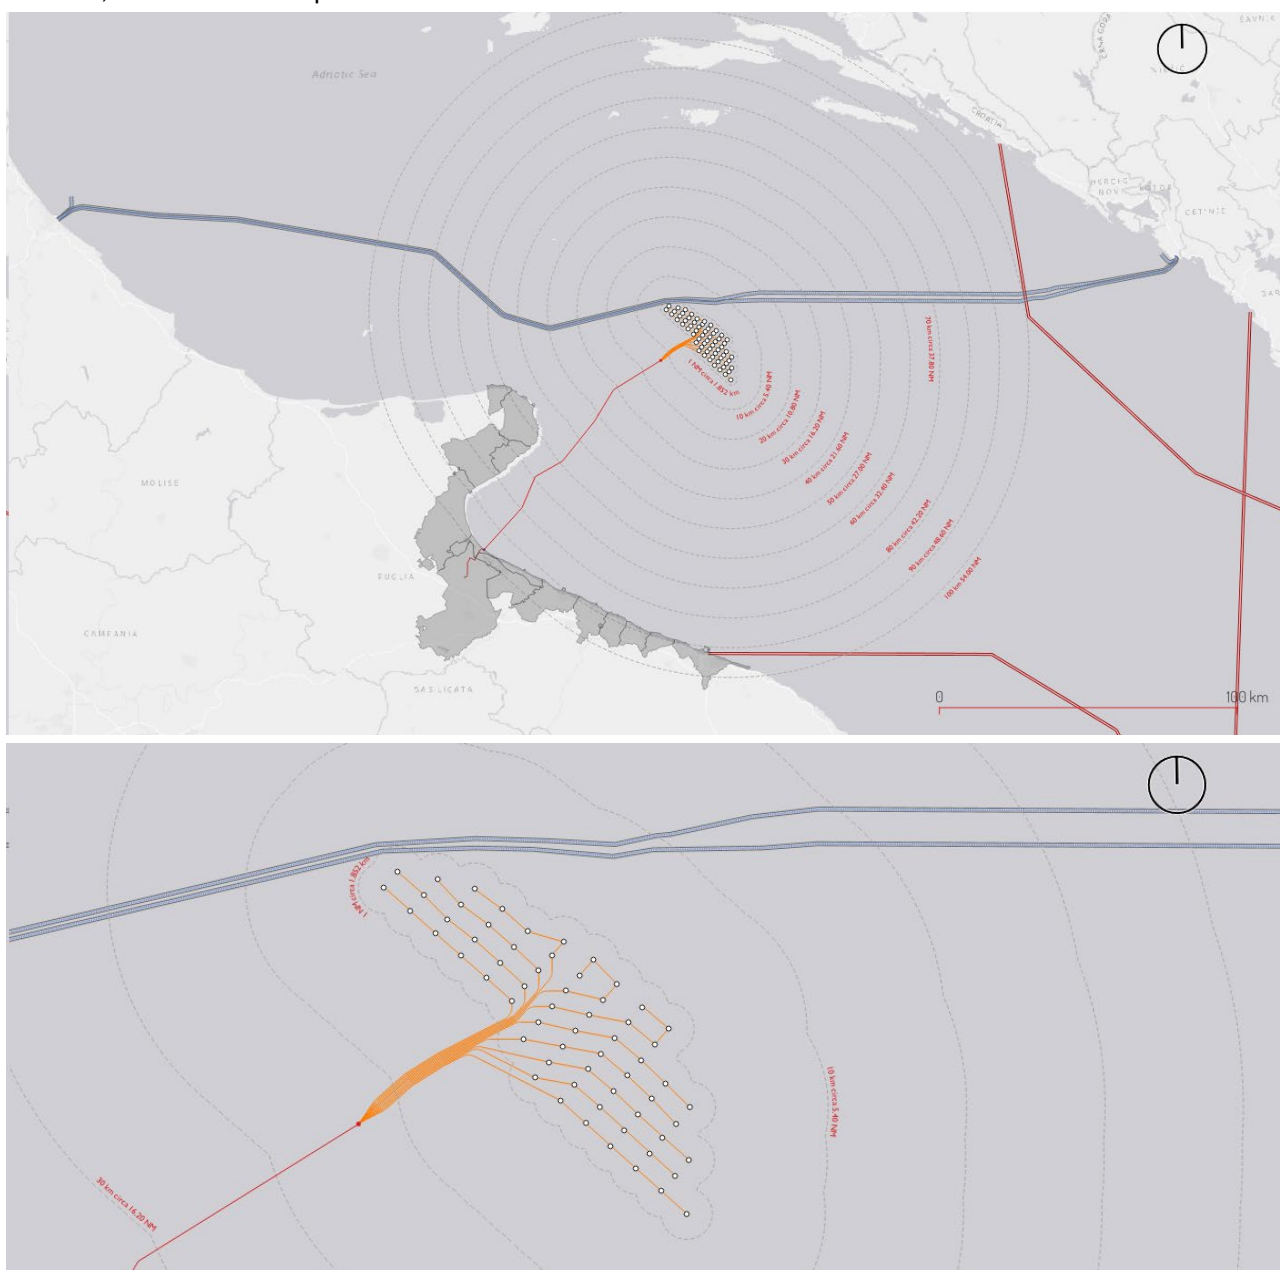 Adriatic Sea
CROATIA
HERCEG
NOVI
KOTOR
CETINJE
MOLISE
PUGLIA
CAMPANIA
BASILICATA
1 NM circa 1.852 km
10 km circa 5.40 NM
20 km circa 10.80 NM
30 km circa 16.20 NM
40 km circa 21.60 NM
50 km circa 27.00 NM
60 km circa 32.40 NM
70 km circa 37.80 NM
80 km circa 42.20 NM
90 km circa 48.60 NM
100 km 54.00 NM
0
100 km
1 NM circa 1.852 km
10 km circa 5.40 NM
30 km circa 16.20 NM